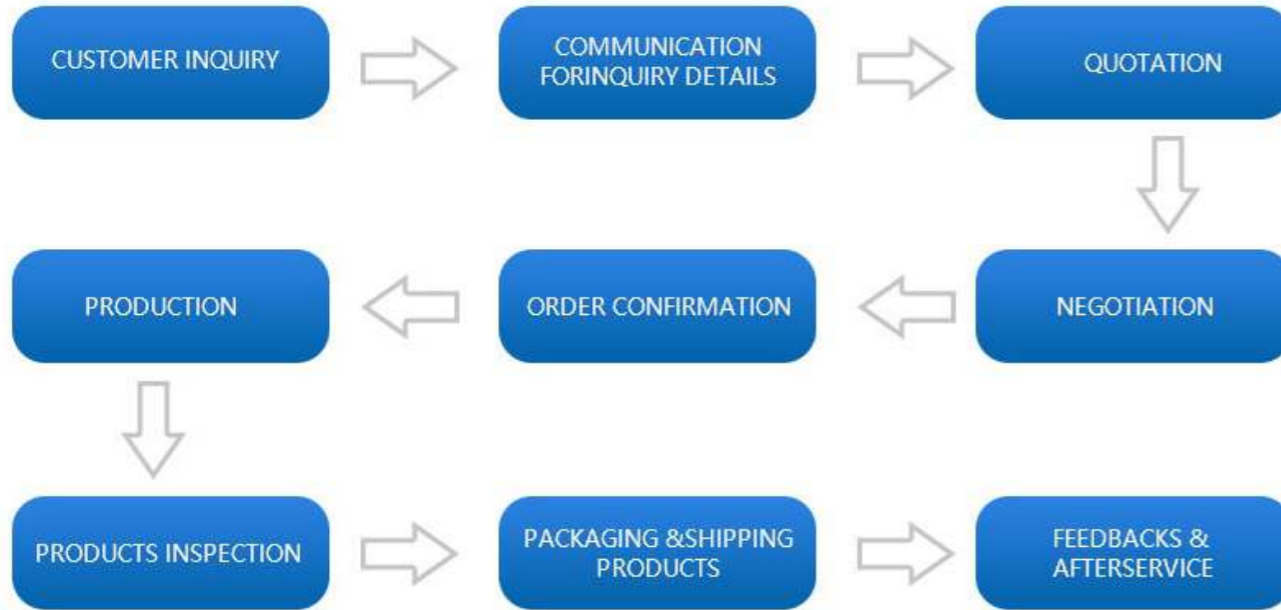 CUSTOMER INQUIRY
COMMUNICATION
FORINQUIRY DETAILS
QUOTATION
PRODUCTION
ORDER CONFIRMATION
NEGOTIATION
PRODUCTS INSPECTION
PACKAGING &SHIPPING
PRODUCTS
FEEDBACKS &
AFTERSERVICE